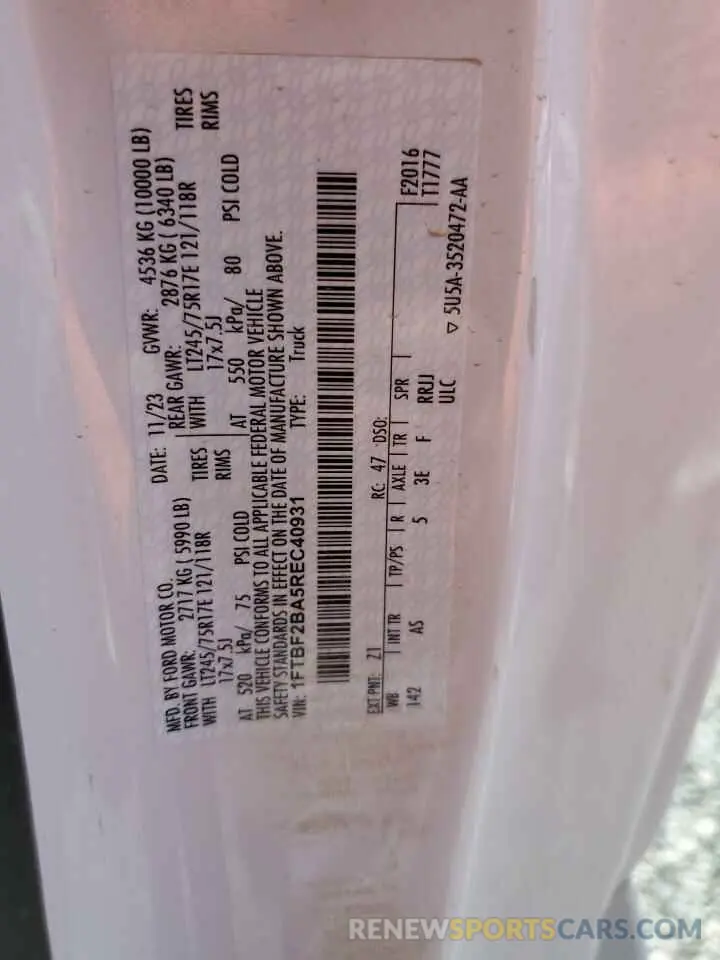 MFD. BY FORD MOTOR CO. DATE: 11/23 GVWR: 4536 KG (10000 LB)
FRONT GAWR: 2717 KG ( 5990 LB) REAR GAWR: 2876 KG ( 6340 LB)
WITH LT245/75R17E 121/118R TIRES WITH LT245/75R17E 121/118R TIRES
17x7.5J RIMS 17x7.5J RIMS
AT 520 kPa/ 75 PSI COLD AT 550 kPa/ 80 PSI COLD
THIS VEHICLE CONFORMS TO ALL APPLICABLE FEDERAL MOTOR VEHICLE
SAFETY STANDARDS IN EFFECT ON THE DATE OF MANUFACTURE SHOWN ABOVE.
VIN: 1FTBF2BA5REC40931 TYPE: Truck
EXT PNT: Z1 RC: 47 DSO:
WB INT TR TP/PS R AXLE TR SPR F2016
142 AS 5 3E F RRJJ T1777
ULC
▽ 5U5A-3520472-AA
RENEWSPORTSCARS.COM